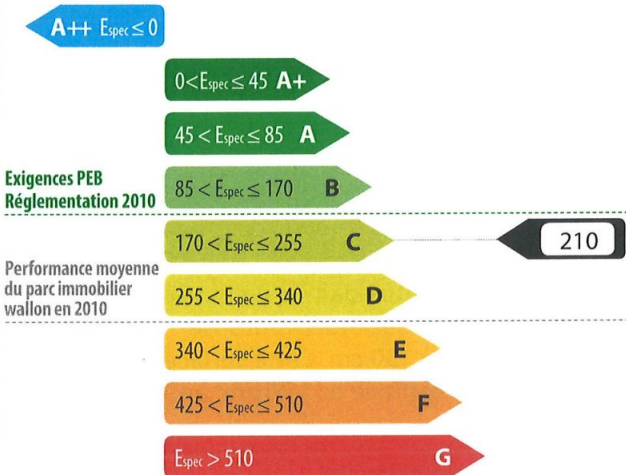 A++ Espec ≤ 0
0 < Espec ≤ 45 A+
45 < Espec ≤ 85 A
Exigences PEB
Réglementation 2010
85 < Espec ≤ 170 B
170 < Espec ≤ 255 C
210
Performance moyenne
du parc immobilier
wallon en 2010
255 < Espec ≤ 340 D
340 < Espec ≤ 425 E
425 < Espec ≤ 510 F
Espec > 510 G